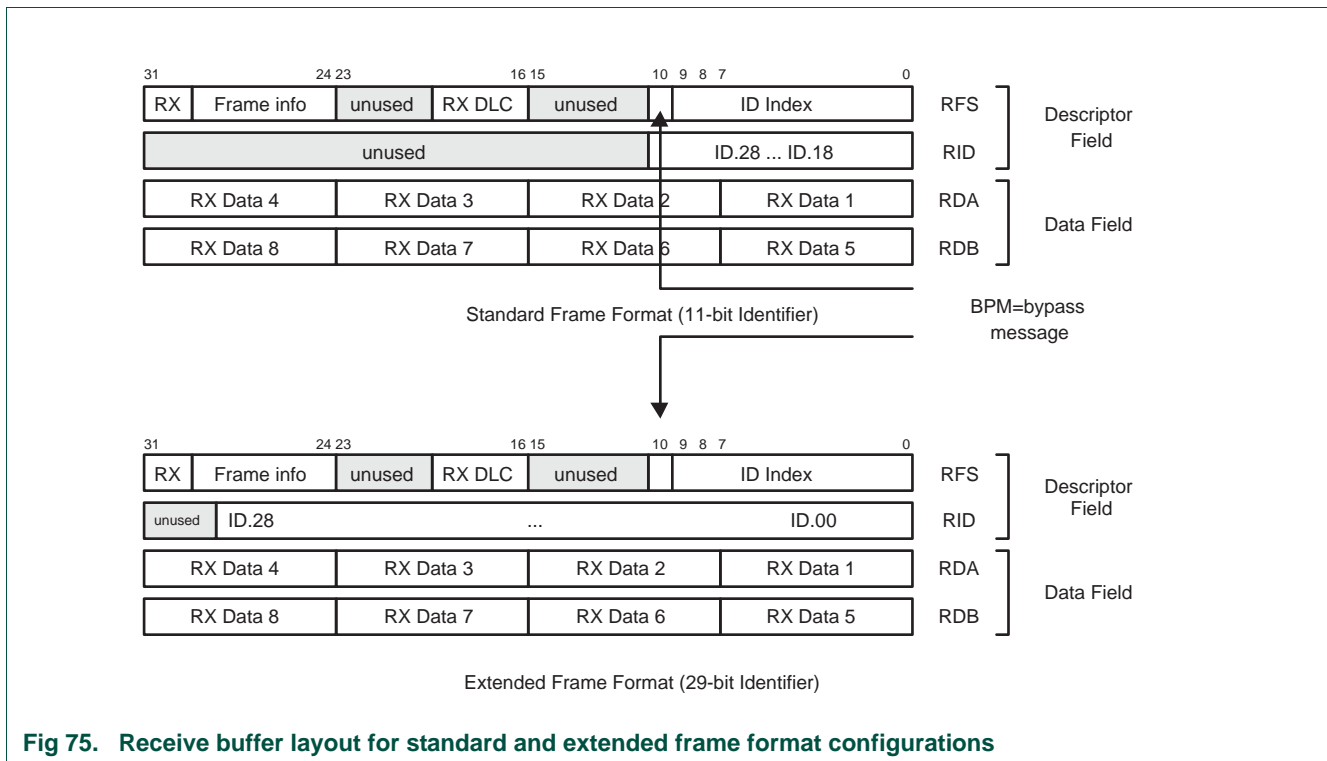 31 24 23 16 15 10 9 8 7 0
RX Frame info unused RX DLC unused ID Index RFS
Descriptor
Field
unused ID.28 ... ID.18 RID
RX Data 4 RX Data 3 RX Data 2 RX Data 1 RDA
Data Field
RX Data 8 RX Data 7 RX Data 6 RX Data 5 RDB
Standard Frame Format (11-bit Identifier)
BPM=bypass
message
31 24 23 16 15 10 9 8 7 0
RX Frame info unused RX DLC unused ID Index RFS
Descriptor
Field
unused ID.28 ... ID.00 RID
RX Data 4 RX Data 3 RX Data 2 RX Data 1 RDA
Data Field
RX Data 8 RX Data 7 RX Data 6 RX Data 5 RDB
Extended Frame Format (29-bit Identifier)
Fig 75. Receive buffer layout for standard and extended frame format configurations